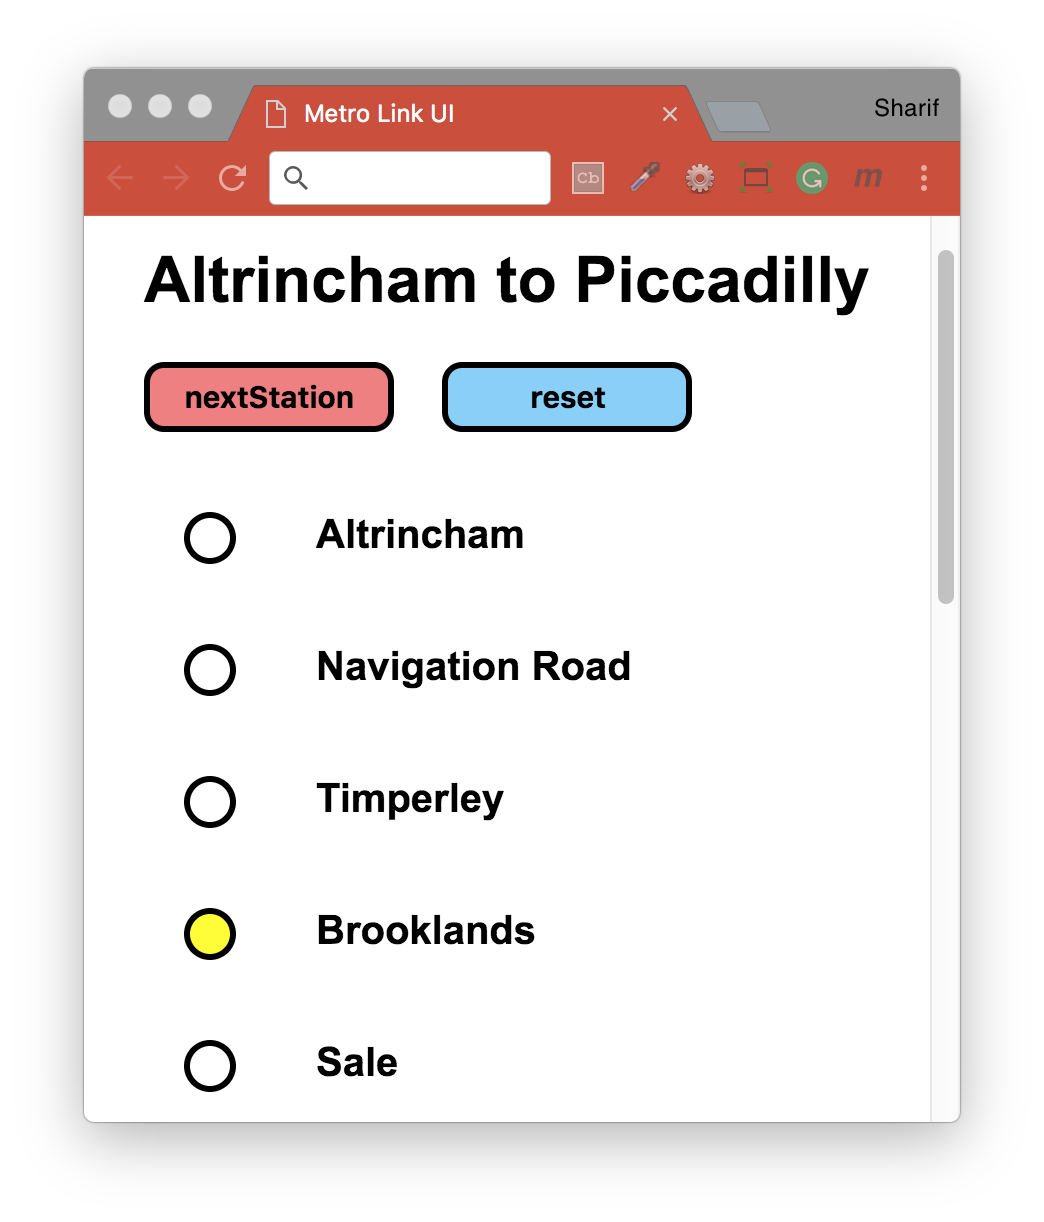 Metro Link UI
Sharif
Cb
G
m
Altrincham to Piccadilly
nextStation reset
Altrincham
Navigation Road
Timperley
Brooklands
Sale